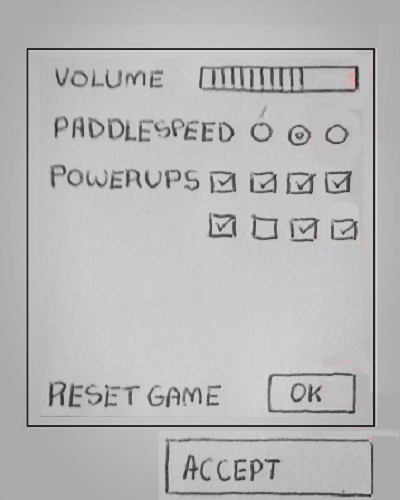 VOLUME
PADDLESPEED
POWERUPS
RESET GAME OK
ACCEPT